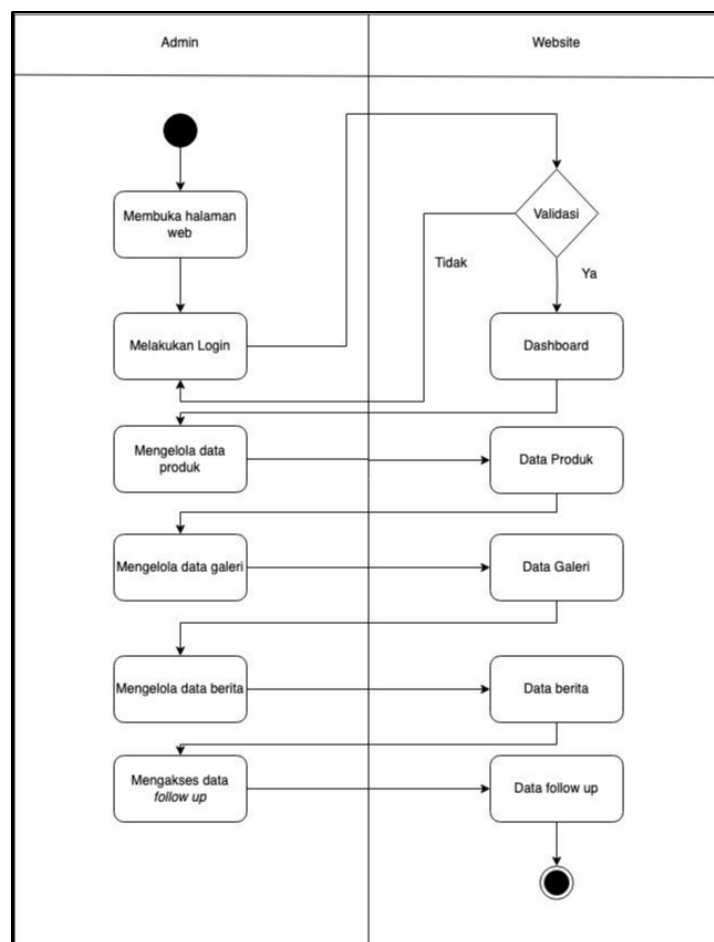 Admin
Website
Membuka halaman
web
Validasi
Tidak
Ya
Melakukan Login
Dashboard
Mengelola data
produk
Data Produk
Mengelola data galeri
Data Galeri
Mengelola data berita
Data berita
Mengakses data
follow up
Data follow up